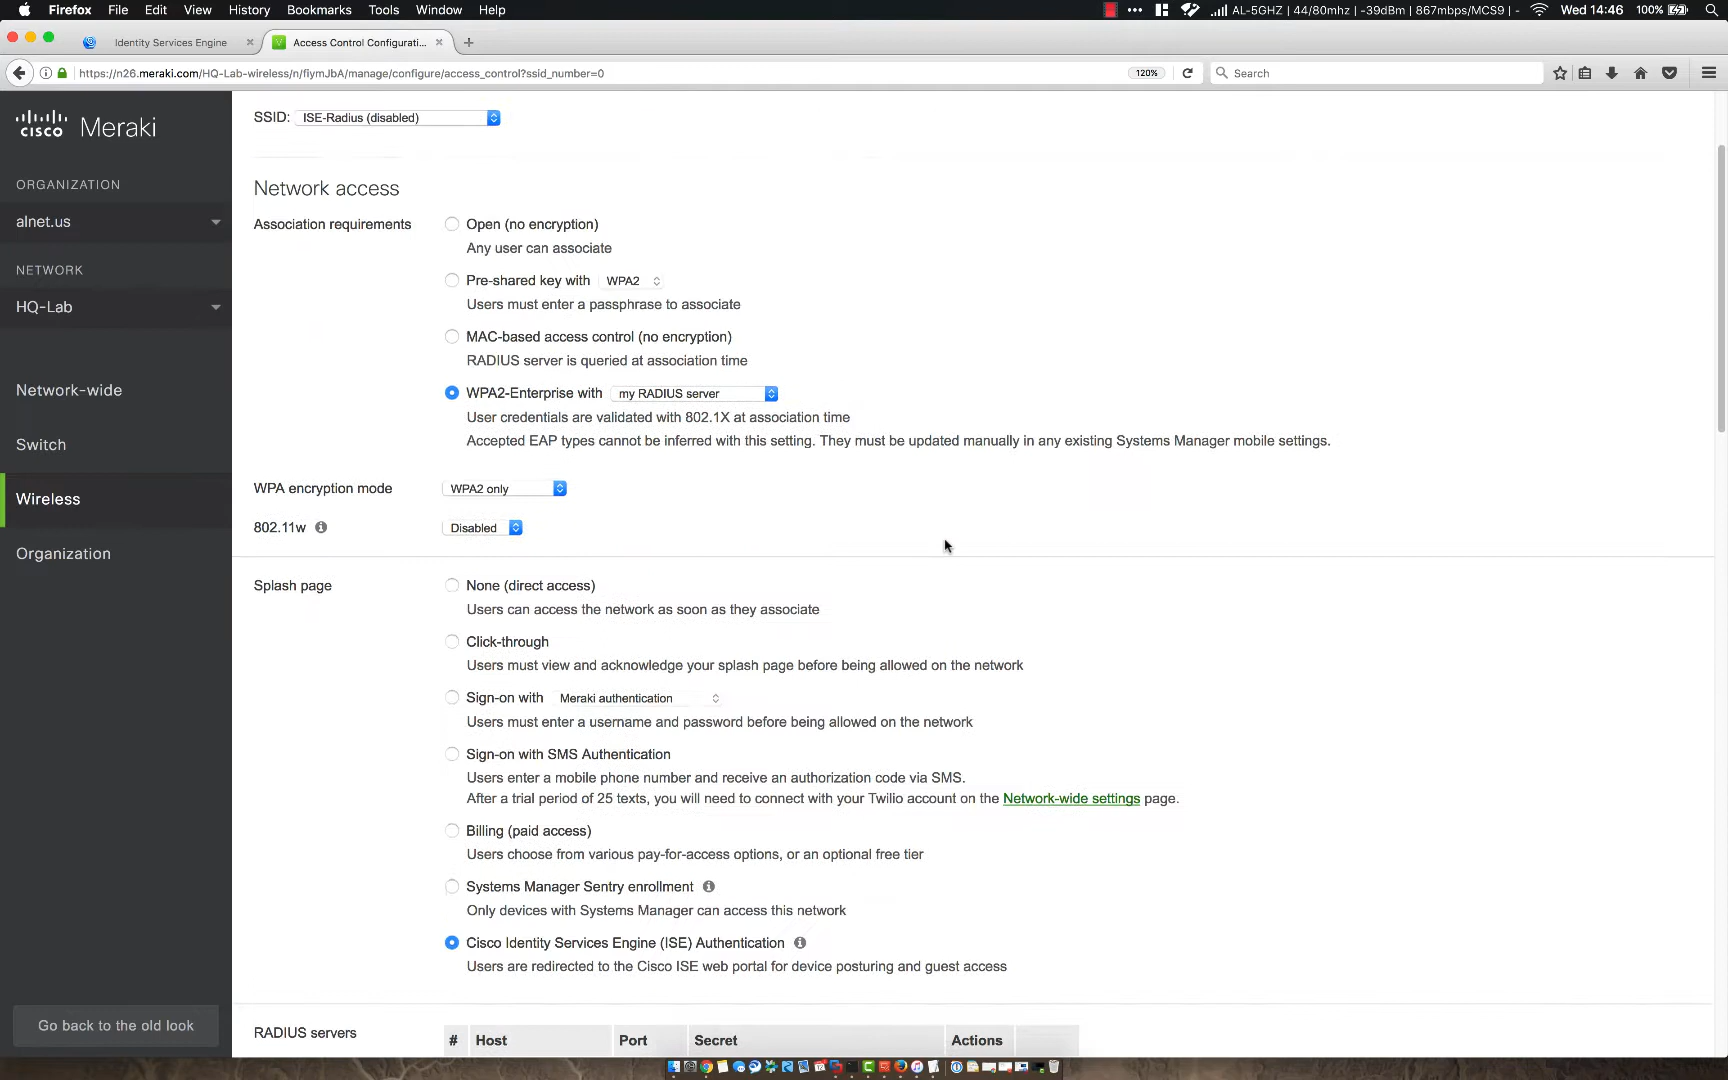 Firefox File Edit View History Bookmarks Tools Window Help
AL-5GHZ | 44/80mhz | -39dBm | 867mbps/MCS9 | -
Wed 14:46
100%
Identity Services Engine
Access Control Configurati...
https://n26.meraki.com/HQ-Lab-wireless/n/fiymJbA/manage/configure/access_control?ssid_number=0
120%
Search
cisco Meraki
ORGANIZATION
alnet.us
NETWORK
HQ-Lab
Network-wide
Switch
Wireless
Organization
Go back to the old look
SSID: ISE-Radius (disabled)
Network access
Association requirements
Open (no encryption)
Any user can associate
Pre-shared key with WPA2
Users must enter a passphrase to associate
MAC-based access control (no encryption)
RADIUS server is queried at association time
WPA2-Enterprise with my RADIUS server
User credentials are validated with 802.1X at association time
Accepted EAP types cannot be inferred with this setting. They must be updated manually in any existing Systems Manager mobile settings.
WPA encryption mode WPA2 only
802.11w Disabled
Splash page
None (direct access)
Users can access the network as soon as they associate
Click-through
Users must view and acknowledge your splash page before being allowed on the network
Sign-on with Meraki authentication
Users must enter a username and password before being allowed on the network
Sign-on with SMS Authentication
Users enter a mobile phone number and receive an authorization code via SMS.
After a trial period of 25 texts, you will need to connect with your Twilio account on the Network-wide settings page.
Billing (paid access)
Users choose from various pay-for-access options, or an optional free tier
Systems Manager Sentry enrollment
Only devices with Systems Manager can access this network
Cisco Identity Services Engine (ISE) Authentication
Users are redirected to the Cisco ISE web portal for device posturing and guest access
RADIUS servers
# Host Port Secret Actions